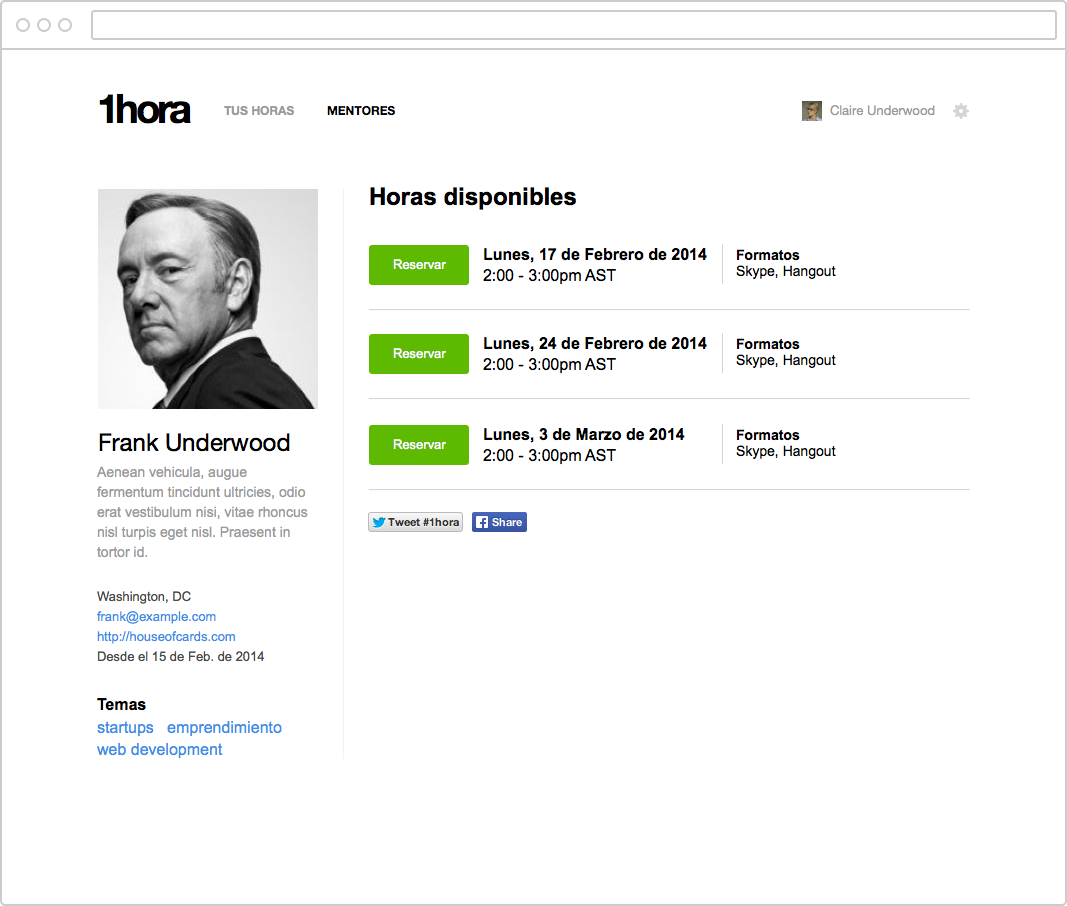 1hora
TUS HORAS
MENTORES
Claire Underwood
Frank Underwood
Aenean vehicula, augue
fermentum tincidunt ultricies, odio
erat vestibulum nisi, vitae rhoncus
nisl turpis eget nisl. Praesent in
tortor id.
Washington, DC
frank@example.com
http://houseofcards.com
Desde el 15 de Feb. de 2014
Temas
startups emprendimiento
web development
Horas disponibles
Reservar
Lunes, 17 de Febrero de 2014
2:00 - 3:00pm AST
Formatos
Skype, Hangout
Reservar
Lunes, 24 de Febrero de 2014
2:00 - 3:00pm AST
Formatos
Skype, Hangout
Reservar
Lunes, 3 de Marzo de 2014
2:00 - 3:00pm AST
Formatos
Skype, Hangout
Tweet #1hora
Share